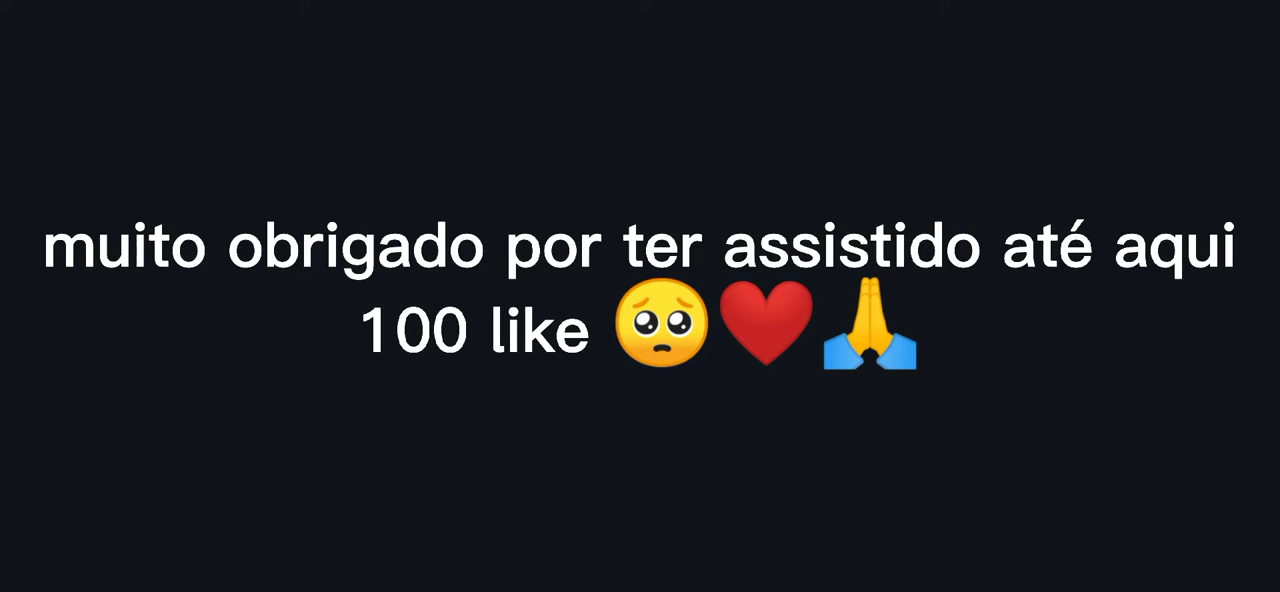 muito obrigado por ter assistido até aqui
100 like 🥺❤️🙏